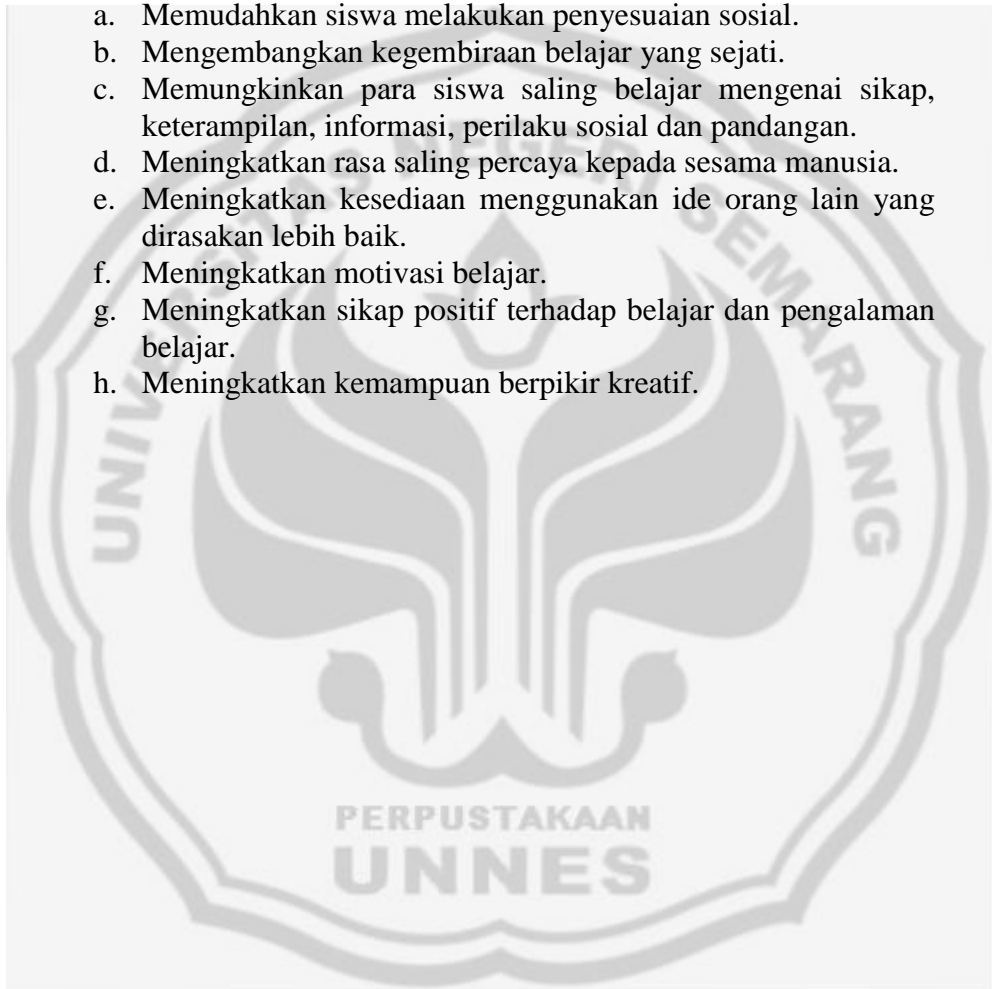 a. Memudahkan siswa melakukan penyesuaian sosial.
b. Mengembangkan kegembiraan belajar yang sejati.
c. Memungkinkan para siswa saling belajar mengenai sikap,
keterampilan, informasi, perilaku sosial dan pandangan.
d. Meningkatkan rasa saling percaya kepada sesama manusia.
e. Meningkatkan kesediaan menggunakan ide orang lain yang
dirasakan lebih baik.
f. Meningkatkan motivasi belajar.
g. Meningkatkan sikap positif terhadap belajar dan pengalaman
belajar.
h. Meningkatkan kemampuan berpikir kreatif.
UNIVERSITAS NEGERI SEMARANG
PERPUSTAKAAN
UNNES